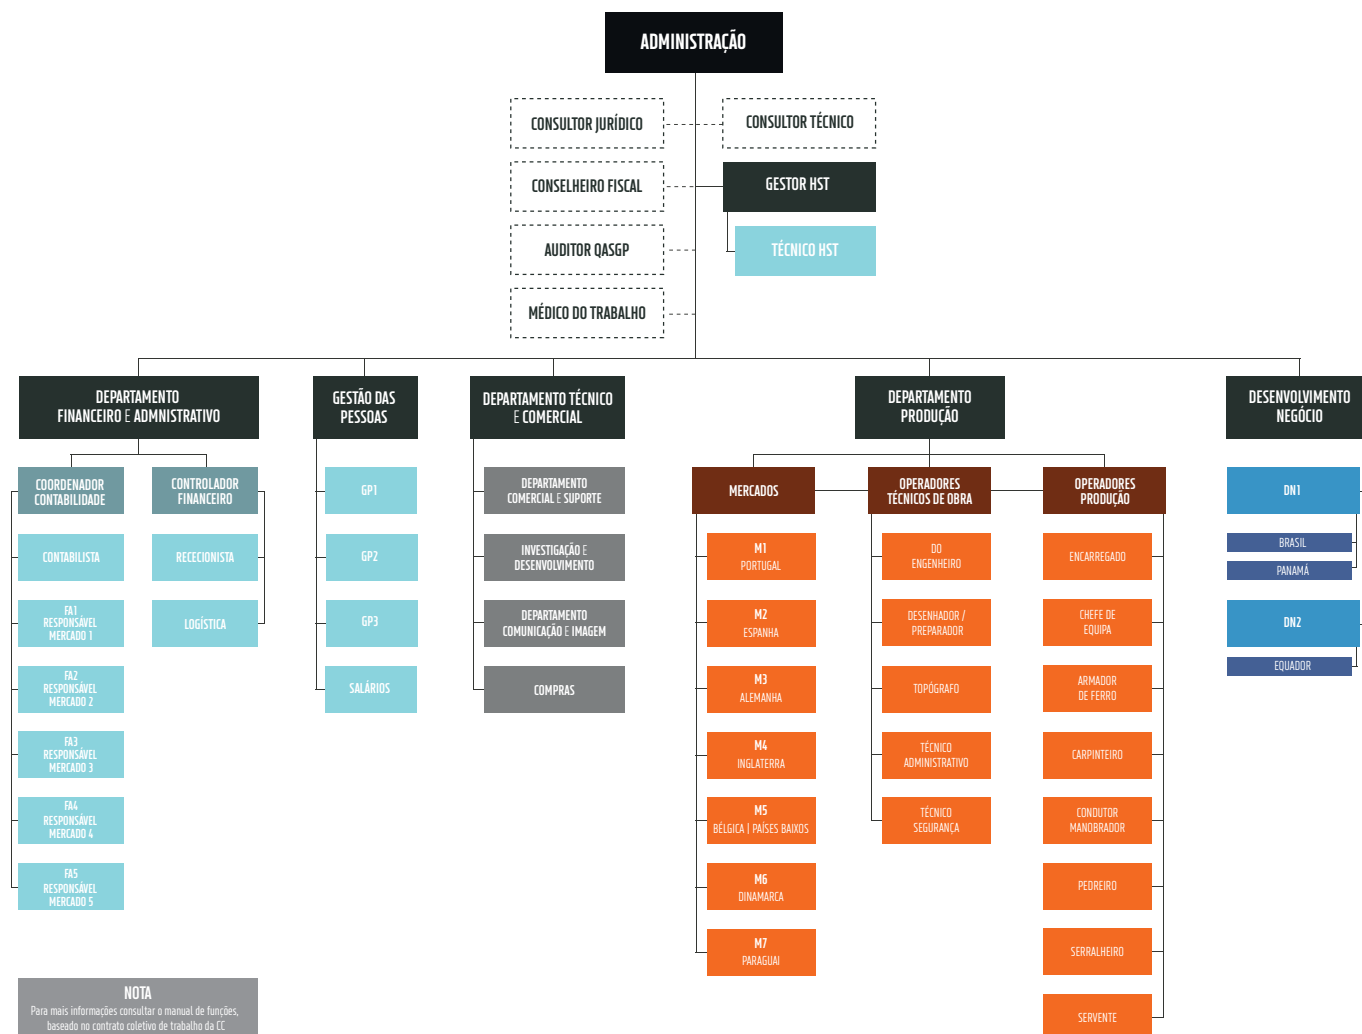 ADMINISTRAÇÃO
CONSULTOR JURÍDICO
CONSULTOR TÉCNICO
CONSELHEIRO FISCAL
GESTOR HST
AUDITOR QASGP
TÉCNICO HST
MÉDICO DO TRABALHO
DEPARTAMENTO
FINANCEIRO E ADMNISTRATIVO
COORDENADOR
CONTABILIDADE
CONTABILISTA
FA1
RESPONSÁVEL
MERCADO 1
FA2
RESPONSÁVEL
MERCADO 2
FA3
RESPONSÁVEL
MERCADO 3
FA4
RESPONSÁVEL
MERCADO 4
FA5
RESPONSÁVEL
MERCADO 5
CONTROLADOR
FINANCEIRO
RECECIONISTA
LOGÍSTICA
GESTÃO DAS
PESSOAS
GP1
GP2
GP3
SALÁRIOS
DEPARTAMENTO TÉCNICO
E COMERCIAL
DEPARTAMENTO
COMERCIAL E SUPORTE
INVESTIGAÇÃO E
DESENVOLVIMENTO
DEPARTAMENTO
COMUNICAÇÃO E IMAGEM
COMPRAS
DEPARTAMENTO
PRODUÇÃO
MERCADOS
M1
PORTUGAL
M2
ESPANHA
M3
ALEMANHA
M4
INGLATERRA
M5
BÉLGICA | PAÍSES BAIXOS
M6
DINAMARCA
M7
PARAGUAI
OPERADORES
TÉCNICOS DE OBRA
DO
ENGENHEIRO
DESENHADOR /
PREPARADOR
TOPÓGRAFO
TÉCNICO
ADMINISTRATIVO
TÉCNICO
SEGURANÇA
OPERADORES
PRODUÇÃO
ENCARREGADO
CHEFE DE
EQUIPA
ARMADOR
DE FERRO
CARPINTEIRO
CONDUTOR
MANOBRADOR
PEDREIRO
SERRALHEIRO
SERVENTE
DESENVOLVIMENTO
NEGÓCIO
DN1
BRASIL
PANAMÁ
DN2
EQUADOR
NOTA
Para mais informações consultar o manual de funções,
baseado no contrato coletivo de trabalho da CC